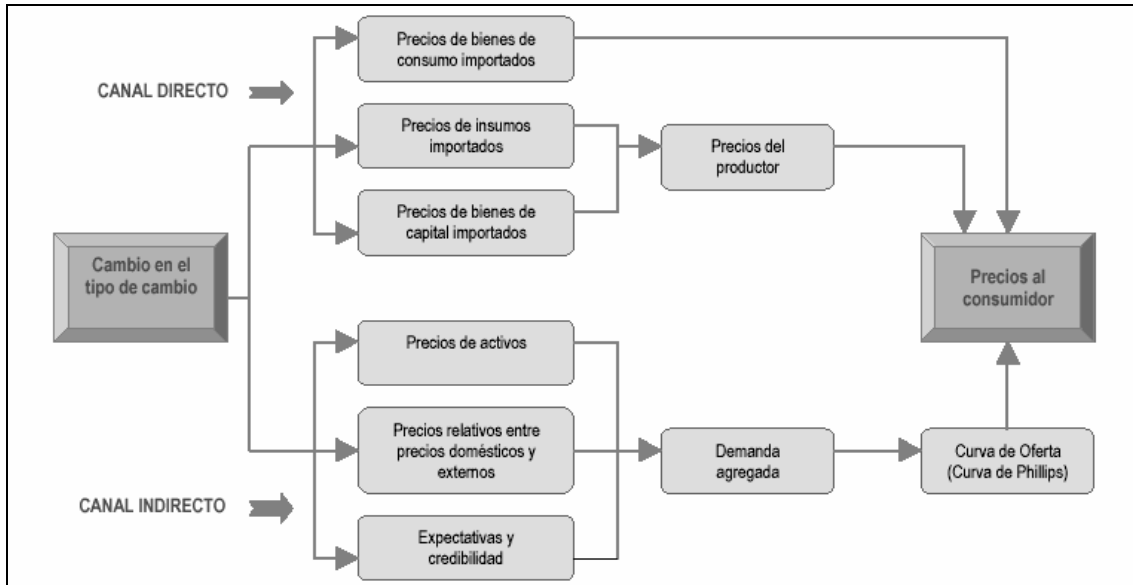 CANAL DIRECTO
Precios de bienes de
consumo importados
Precios de insumos
importados
Precios de bienes de
capital importados
Precios del
productor
Cambio en el
tipo de cambio
Precios al
consumidor
Precios de activos
Precios relativos entre
precios domésticos y
externos
Expectativas y
credibilidad
CANAL INDIRECTO
Demanda
agregada
Curva de Oferta
(Curva de Phillips)